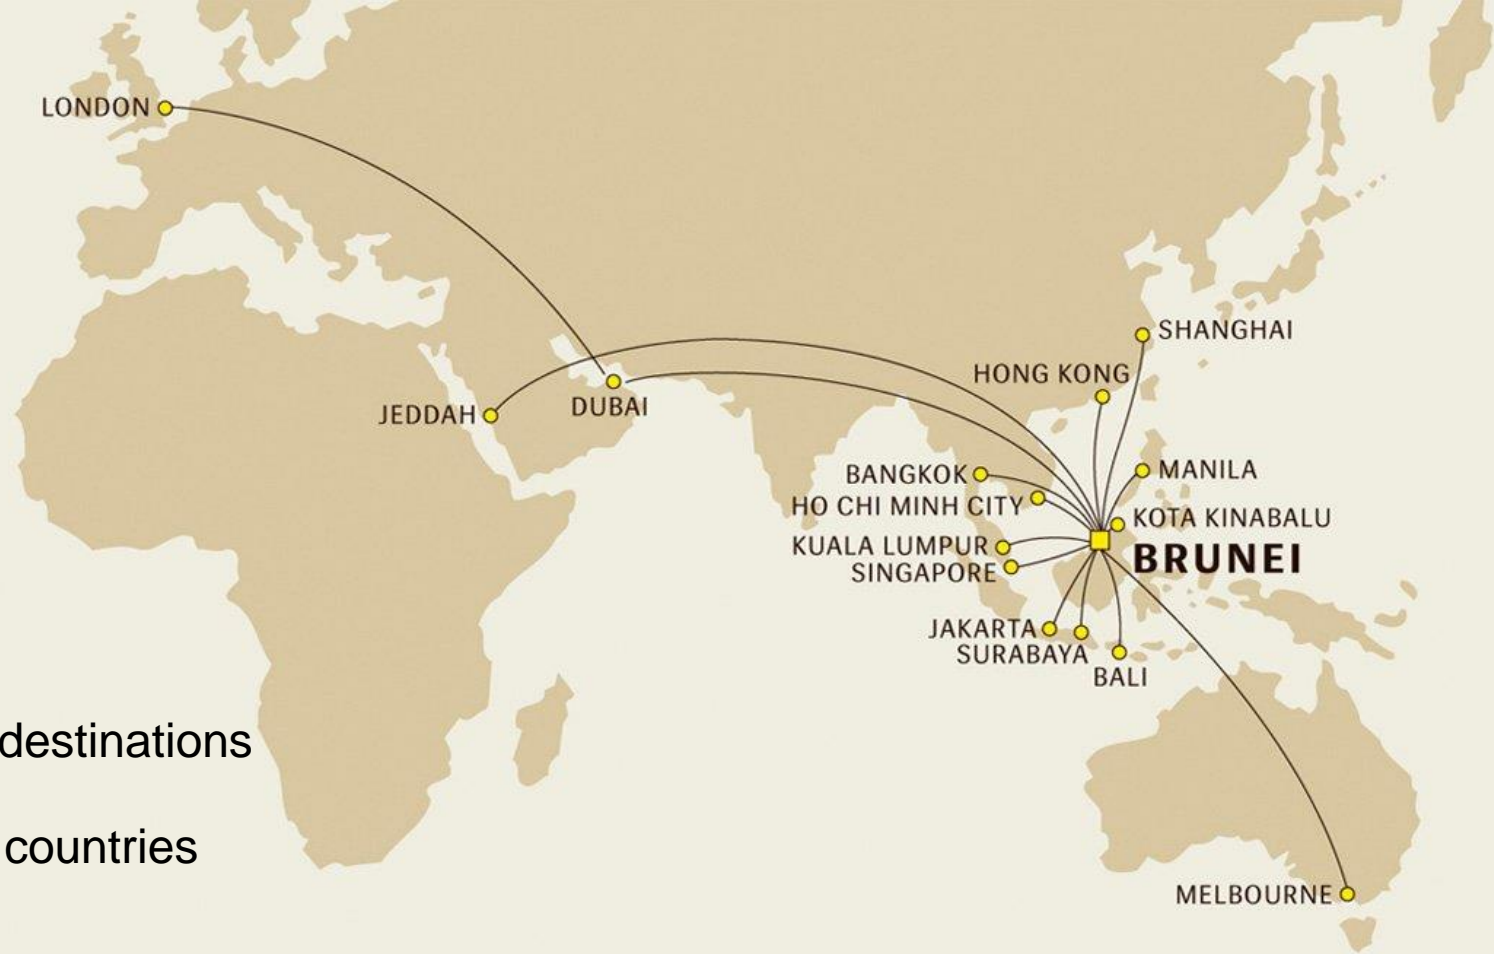 LONDON
SHANGHAI
HONG KONG
JEDDAH
DUBAI
BANGKOK
MANILA
HO CHI MINH CITY
KOTA KINABALU
KUALA LUMPUR
BRUNEI
SINGAPORE
JAKARTA
SURABAYA
BALI
destinations
countries
MELBOURNE